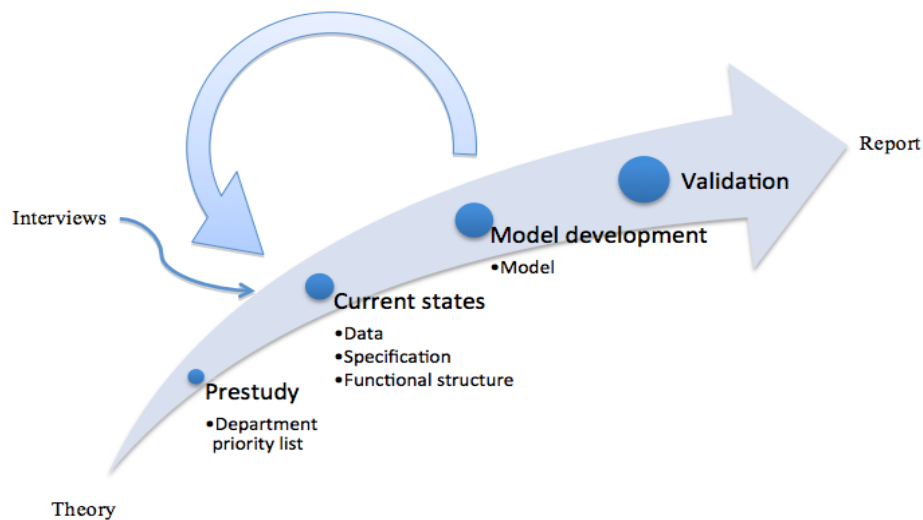 Report
Validation
Interviews
Model development
•Model
Current states
•Data
•Specification
•Functional structure
Prestudy
•Department
priority list
Theory